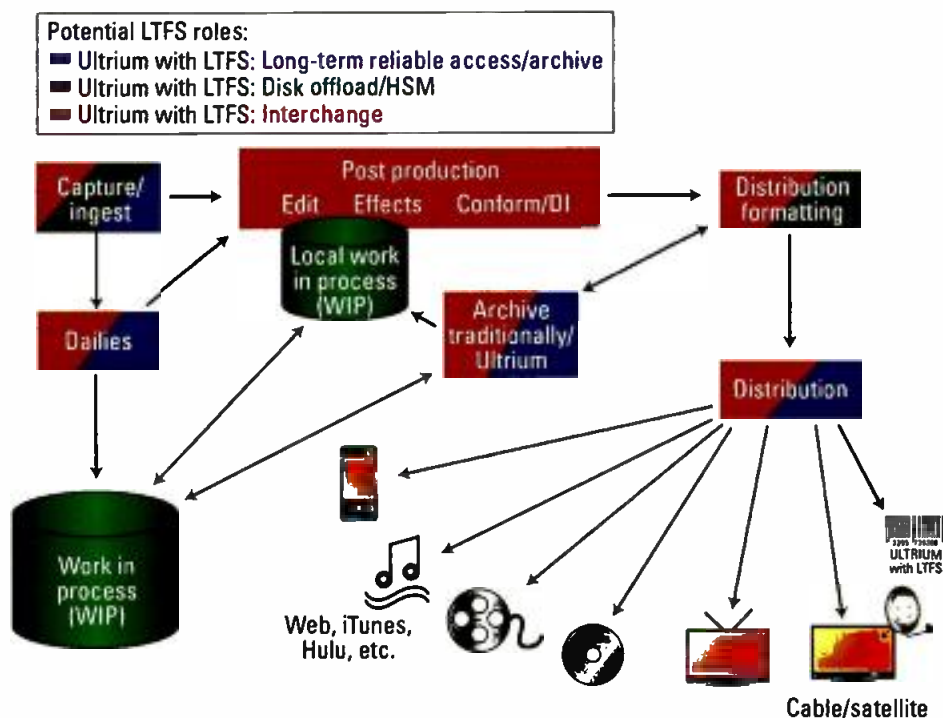 Potential LTFS roles:
Ultrium with LTFS: Long-term reliable access/archive
Ultrium with LTFS: Disk offload/HSM
Ultrium with LTFS: Interchange
Capture/
ingest
Post production
Edit Effects Conform/DI
Distribution
formatting
Local work
in process
(WIP)
Dailies
Archive
traditionally/
Ultrium
Distribution
Work in
process
(WIP)
Web, iTunes,
Hulu, etc.
ULTRIUM
with LTFS
Cable/satellite